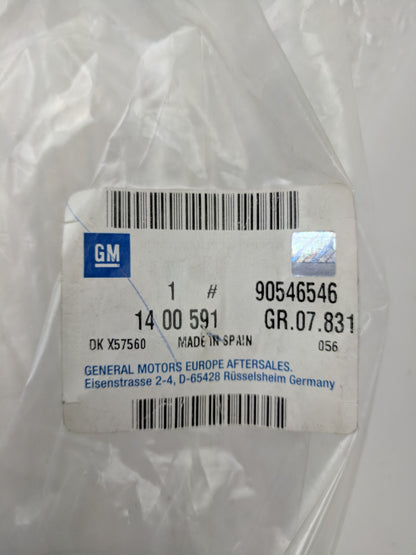 GM
1 # 90546546
14 00 591 GR.07.831
DK X57560 MADE IN SPAIN 056
GENERAL MOTORS EUROPE AFTERSALES.
Eisenstrasse 2-4, D-65428 Rüsselsheim Germany